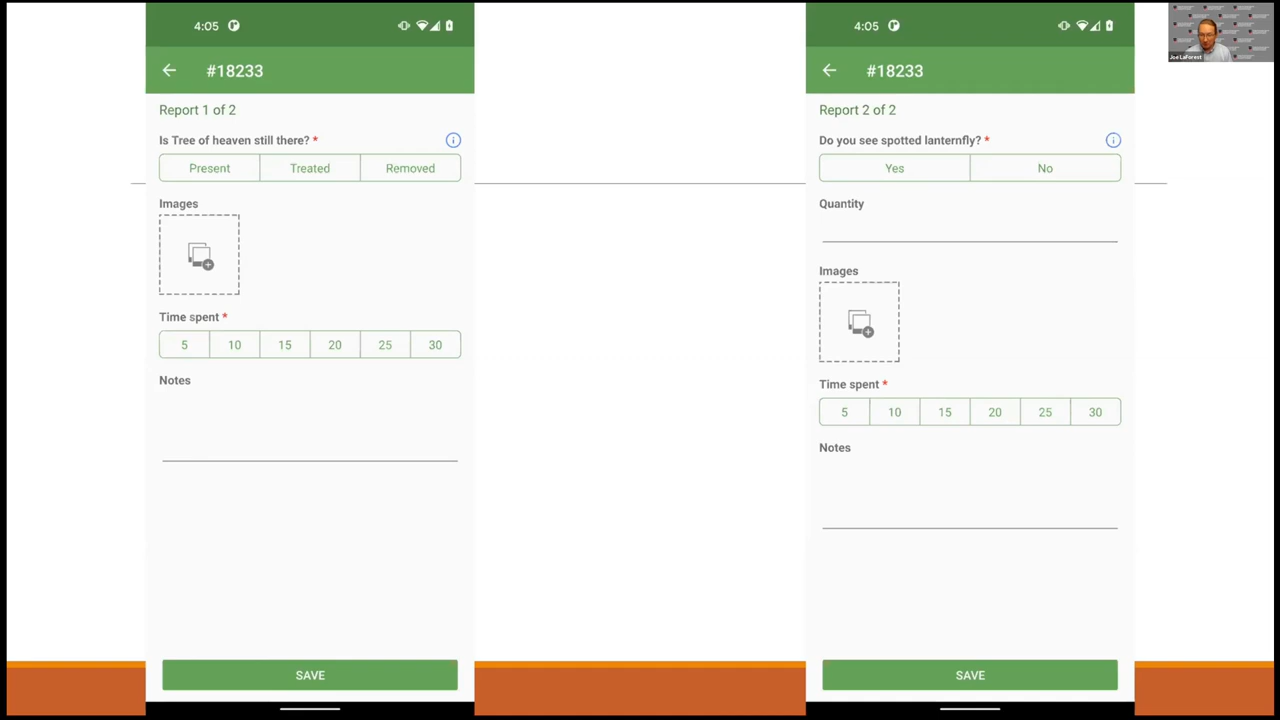 4:05
#18233
Report 1 of 2
Is Tree of heaven still there? *
Present Treated Removed
Images
Time spent *
5 10 15 20 25 30
Notes
SAVE
4:05
#18233
Report 2 of 2
Do you see spotted lanternfly? *
Yes No
Quantity
Images
Time spent *
5 10 15 20 25 30
Notes
SAVE
Joe LaForest